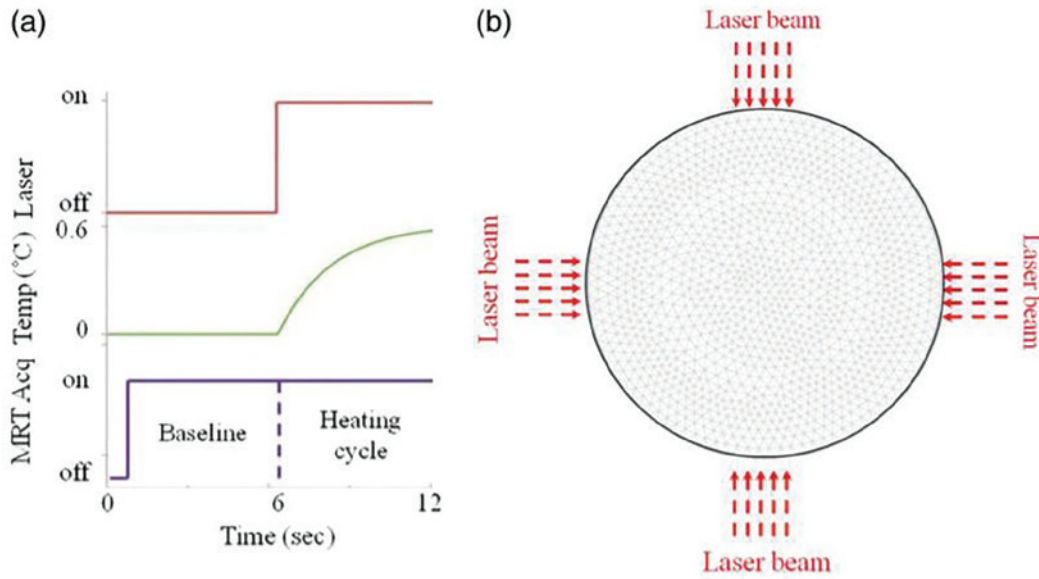 (a)
on
off
Laser
0.6
0
Temp (°C)
on
off
MRT Acq
Baseline
Heating
cycle
0
6
12
Time (sec)
(b)
Laser beam
Laser beam
Laser beam
Laser beam